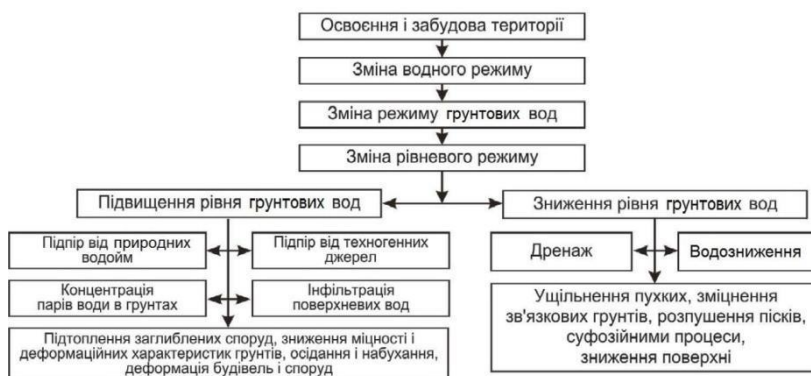 Освоєння і забудова території
Зміна водного режиму
Зміна режиму грунтових вод
Зміна рівневого режиму
Підвищення рівня грунтових вод
Зниження рівня грунтових вод
Підпір від природних
водойм
Підпір від техногенних
джерел
Дренаж
Водозниження
Концентрація
парів води в грунтах
Інфільтрація
поверхневих вод
Підтоплення заглиблених споруд, зниження міцності і
деформаційних характеристик грунтів, осідання і набухання,
деформація будівель і споруд
Ущільнення пухких, зміцнення
зв'язкових грунтів, розпушення пісків,
суфозійними процеси,
зниження поверхні